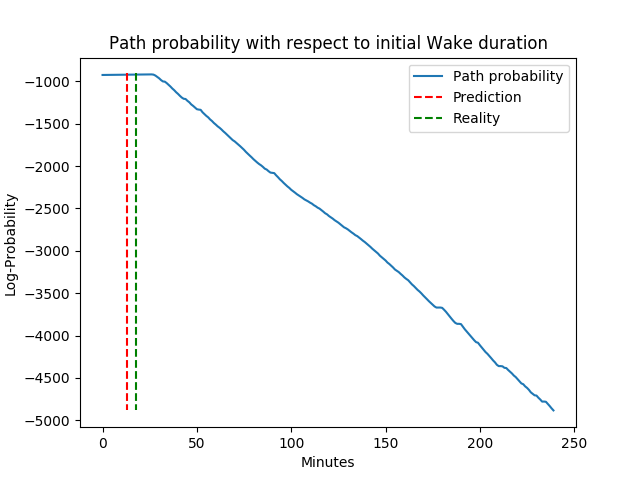 Path probability with respect to initial Wake duration
Path probability
Prediction
Reality
Log-Probability
−1000
−1500
−2000
−2500
−3000
−3500
−4000
−4500
−5000
0 50 100 150 200 250
Minutes